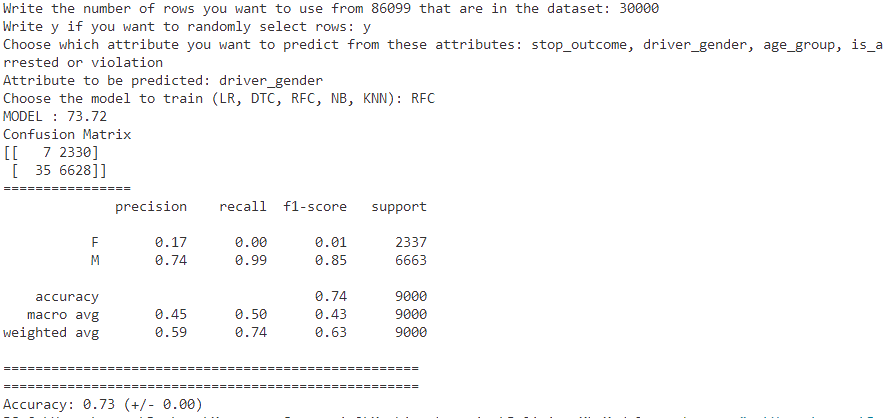 Write the number of rows you want to use from 86099 that are in the dataset: 30000
Write y if you want to randomly select rows: y
Choose which attribute you want to predict from these attributes: stop_outcome, driver_gender, age_group, is_a
rrested or violation
Attribute to be predicted: driver_gender
Choose the model to train (LR, DTC, RFC, NB, KNN): RFC
MODEL : 73.72
Confusion Matrix
[[   7 2330]
 [  35 6628]]
================
              precision    recall  f1-score   support

           F       0.17      0.00      0.01      2337
           M       0.74      0.99      0.85      6663

    accuracy                           0.74      9000
   macro avg       0.45      0.50      0.43      9000
weighted avg       0.59      0.74      0.63      9000

====================================================
====================================================
Accuracy: 0.73 (+/- 0.00)